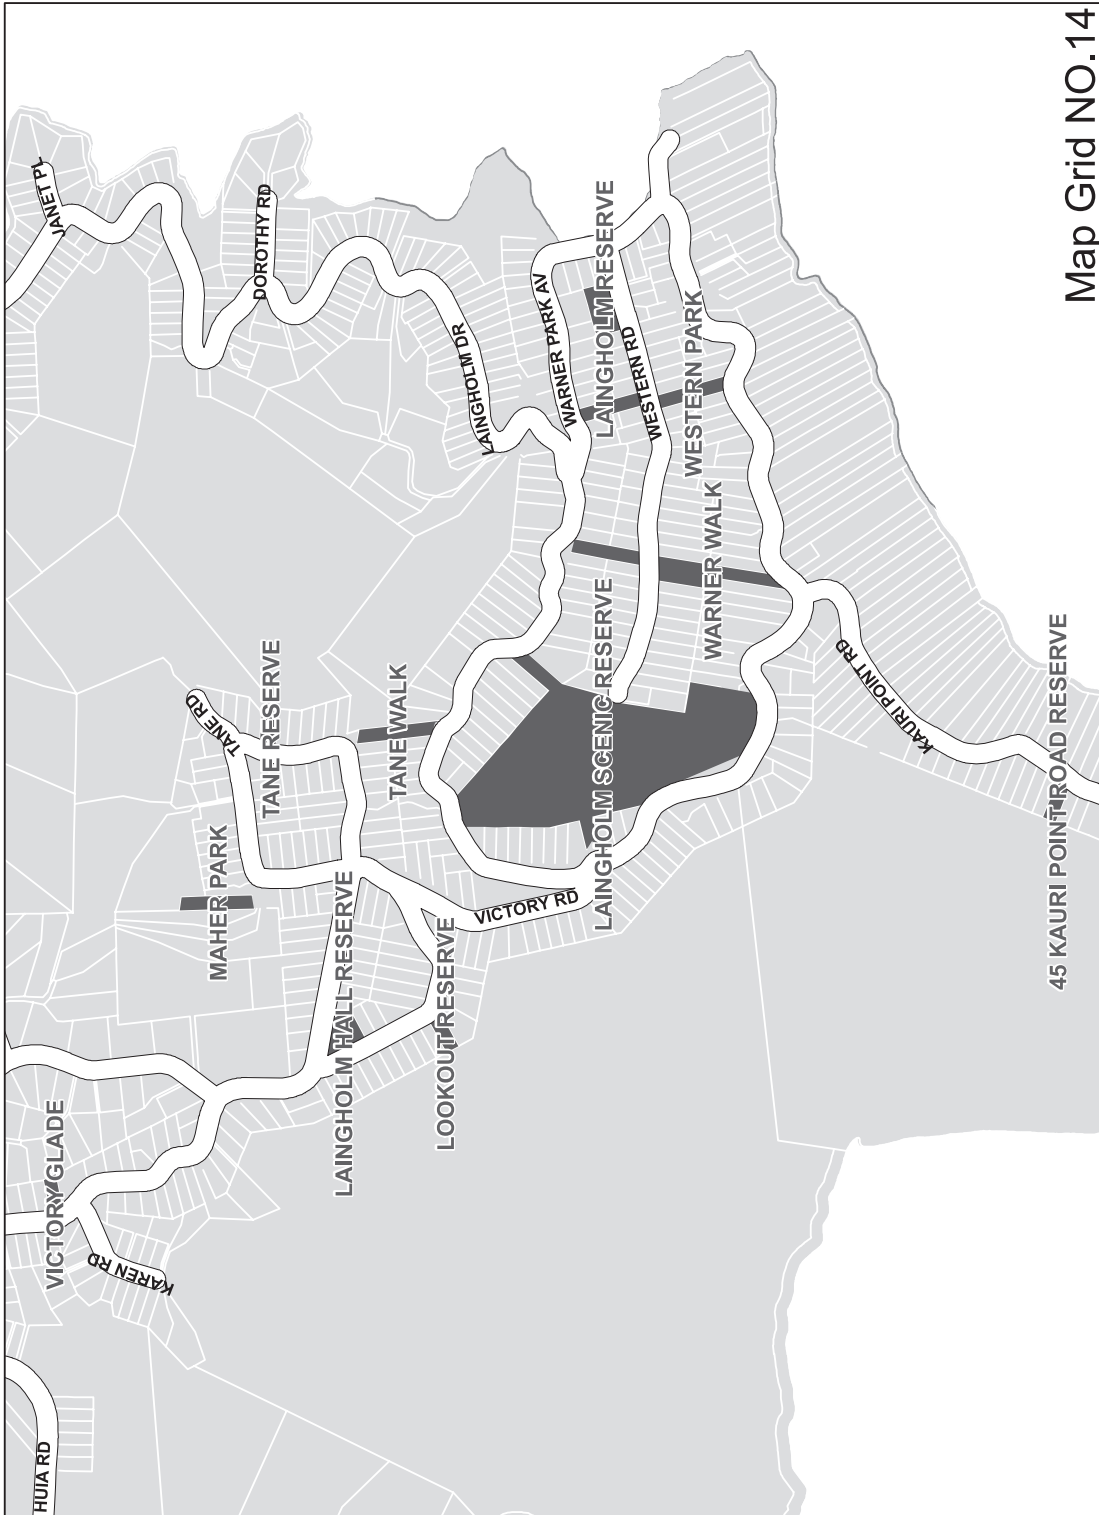 Map Grid NO.14
JANET PL
DOROTHY RD
LAINGHOLM DR
WARNER PARK AV
LAINGHOLM RESERVE
WESTERN RD
WESTERN PARK
WARNER WALK
LAINGHOLM SCENIC RESERVE
KAURI POINT RD
45 KAURI POINT ROAD RESERVE
TANE RD
TANE RESERVE
TANE WALK
MAHER PARK
VICTORY RD
LAINGHOLM HALL RESERVE
LOOKOUT RESERVE
VICTORY GLADE
KAREN RD
HUIA RD